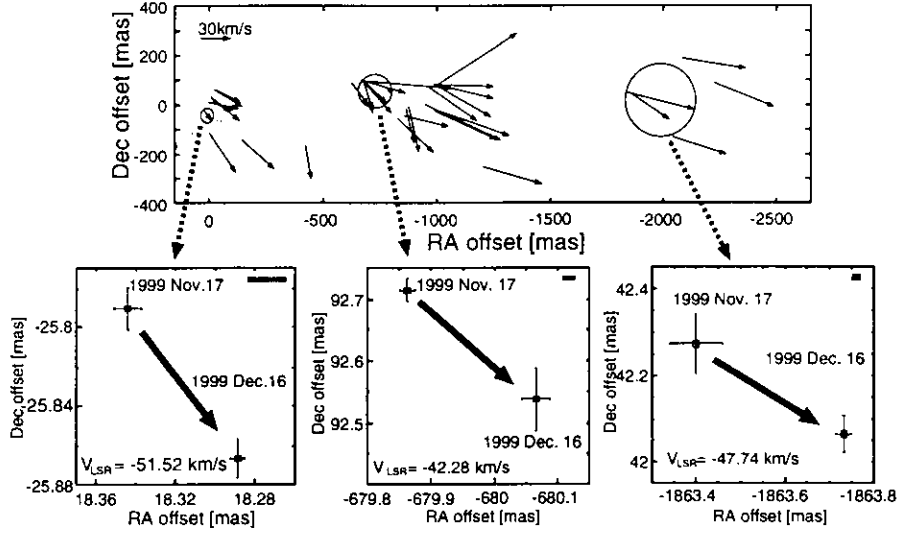 Dec offset [mas]
400
200
0
-200
-400
30km/s
0
-500
-1000
-1500
-2000
-2500
RA offset [mas]
Dec,offset [mas]
-25.8
-25.84
-25.88
1999 Nov.17
1999 Dec.16
VLSR= -51.52 km/s
18.36
18.32
18.28
RA offset [mas]
Dec offset [mas]
92.7
92.6
92.5
1999 Nov. 17
1999 Dec. 16
VLSR= -42.28 km/s
-679.8
-679.9
-680
-680.1
RA offset [mas]
Dec offset [mas]
42.4
42.2
42
1999 Nov. 17
1999 Dec.16
VLSR= -47.74 km/s
-1863.4
-1863.6
-1863.8
RA offset [mas]